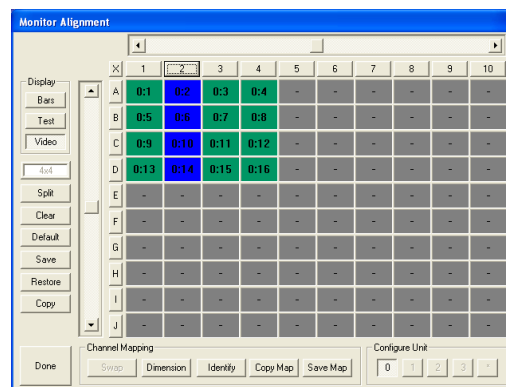 Monitor Alignment
X 1 2 3 4 5 6 7 8 9 10
Display
Bars
Test
Video
4x4
Split
Clear
Default
Save
Restore
Copy
Done
A 0:1 0:2 0:3 0:4 - - - - - -
B 0:5 0:6 0:7 0:8 - - - - - -
C 0:9 0:10 0:11 0:12 - - - - - -
D 0:13 0:14 0:15 0:16 - - - - - -
E - - - - - - - - - -
F - - - - - - - - - -
G - - - - - - - - - -
H - - - - - - - - - -
I - - - - - - - - - -
J - - - - - - - - - -
Channel Mapping
Swap Dimension Identify Copy Map Save Map
Configure Unit
0 1 2 3 *